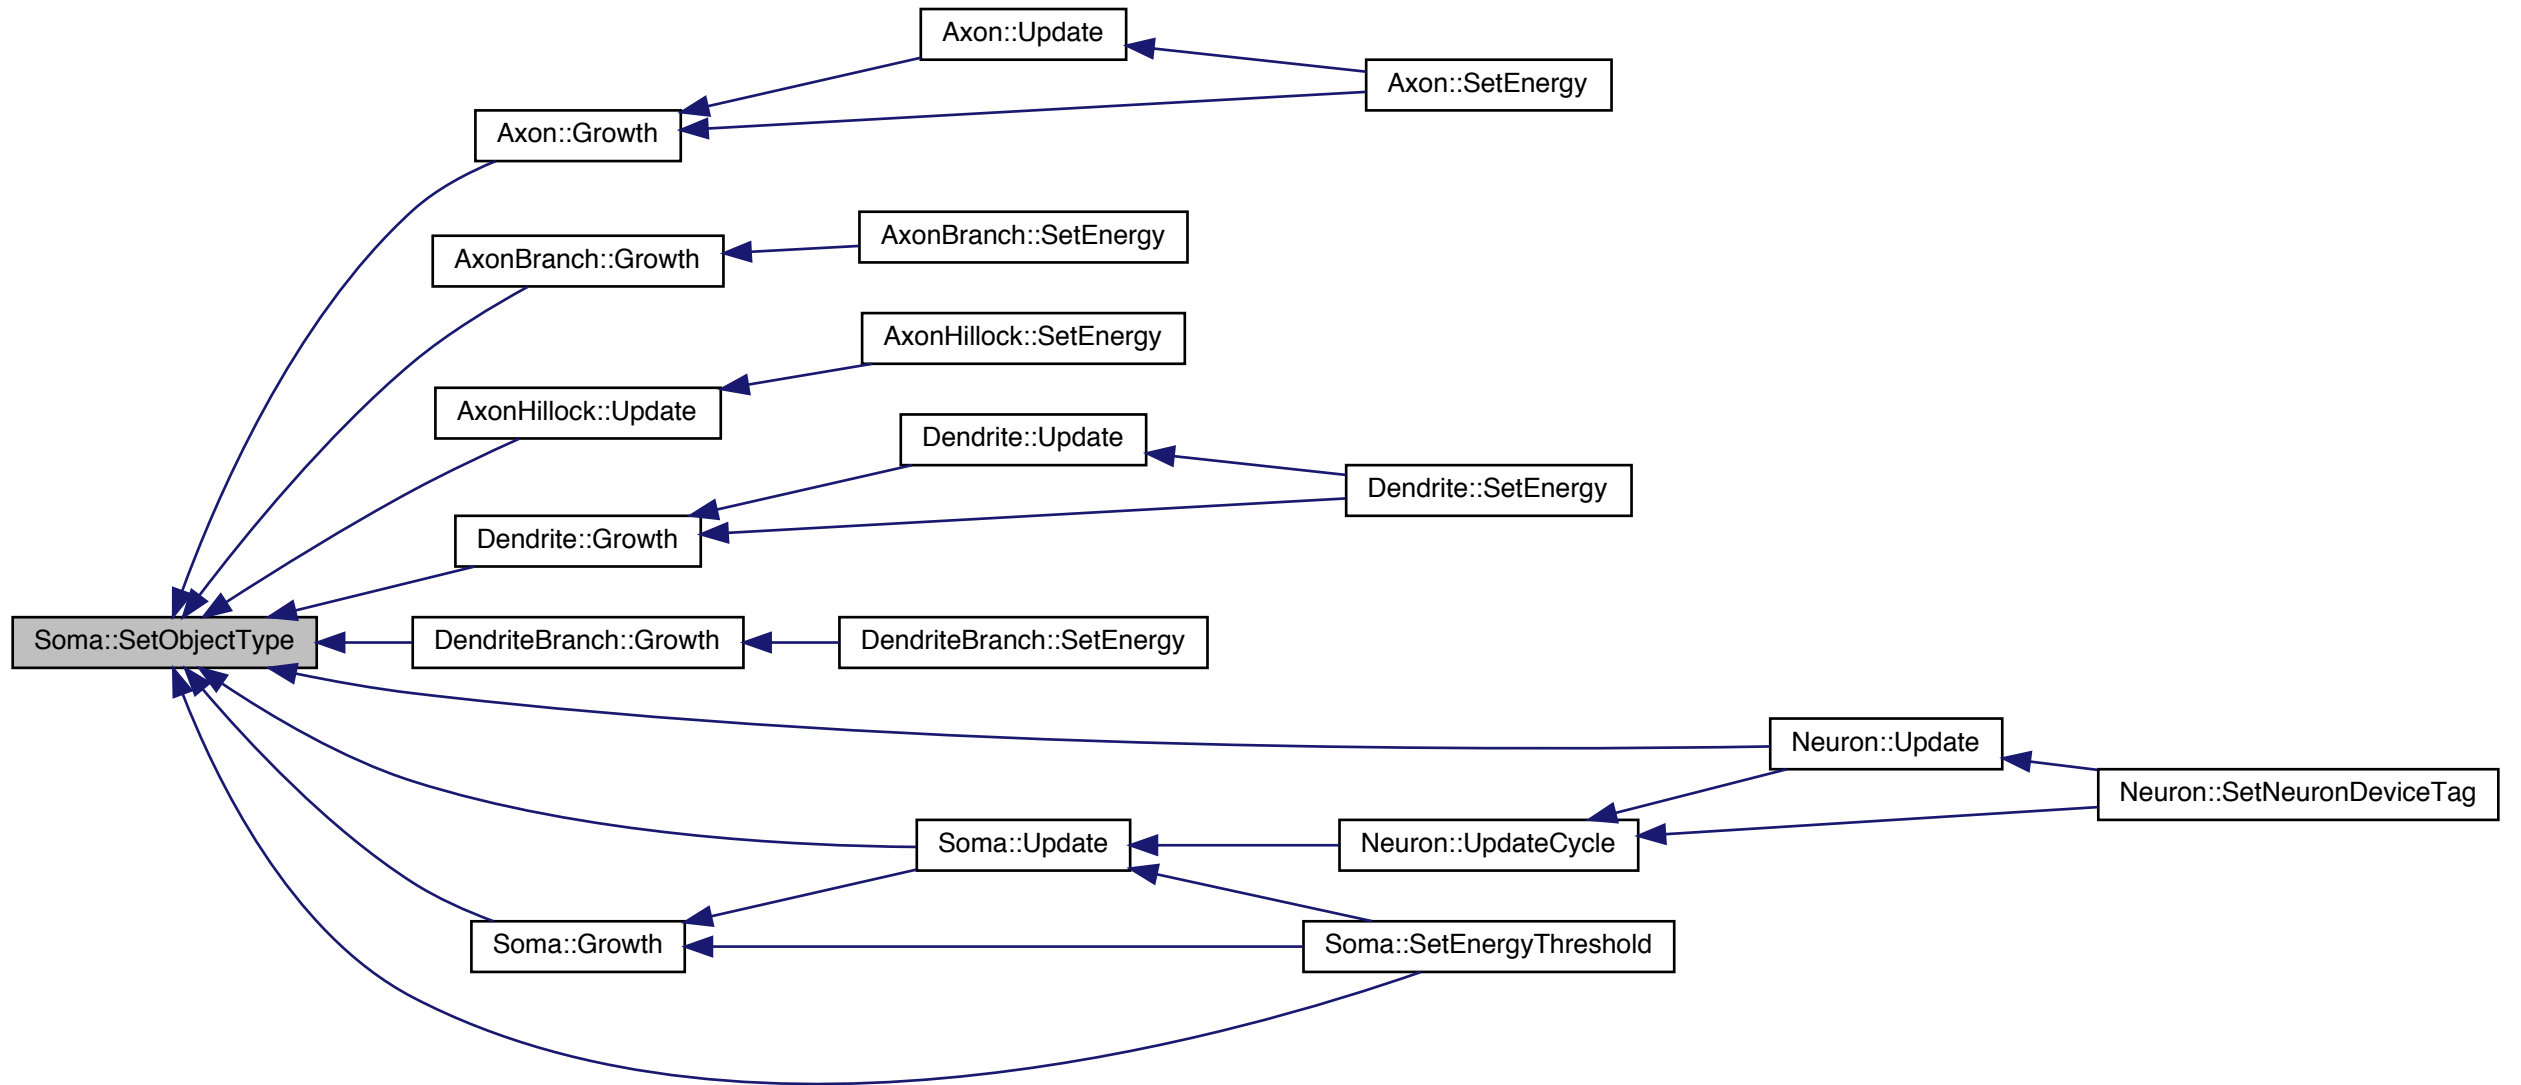 Axon::Update
Axon::SetEnergy
Axon::Growth
AxonBranch::SetEnergy
AxonBranch::Growth
AxonHillock::SetEnergy
AxonHillock::Update
Dendrite::Update
Dendrite::SetEnergy
Dendrite::Growth
Soma::SetObjectType
DendriteBranch::Growth
DendriteBranch::SetEnergy
Neuron::Update
Neuron::SetNeuronDeviceTag
Soma::Update
Neuron::UpdateCycle
Soma::Growth
Soma::SetEnergyThreshold